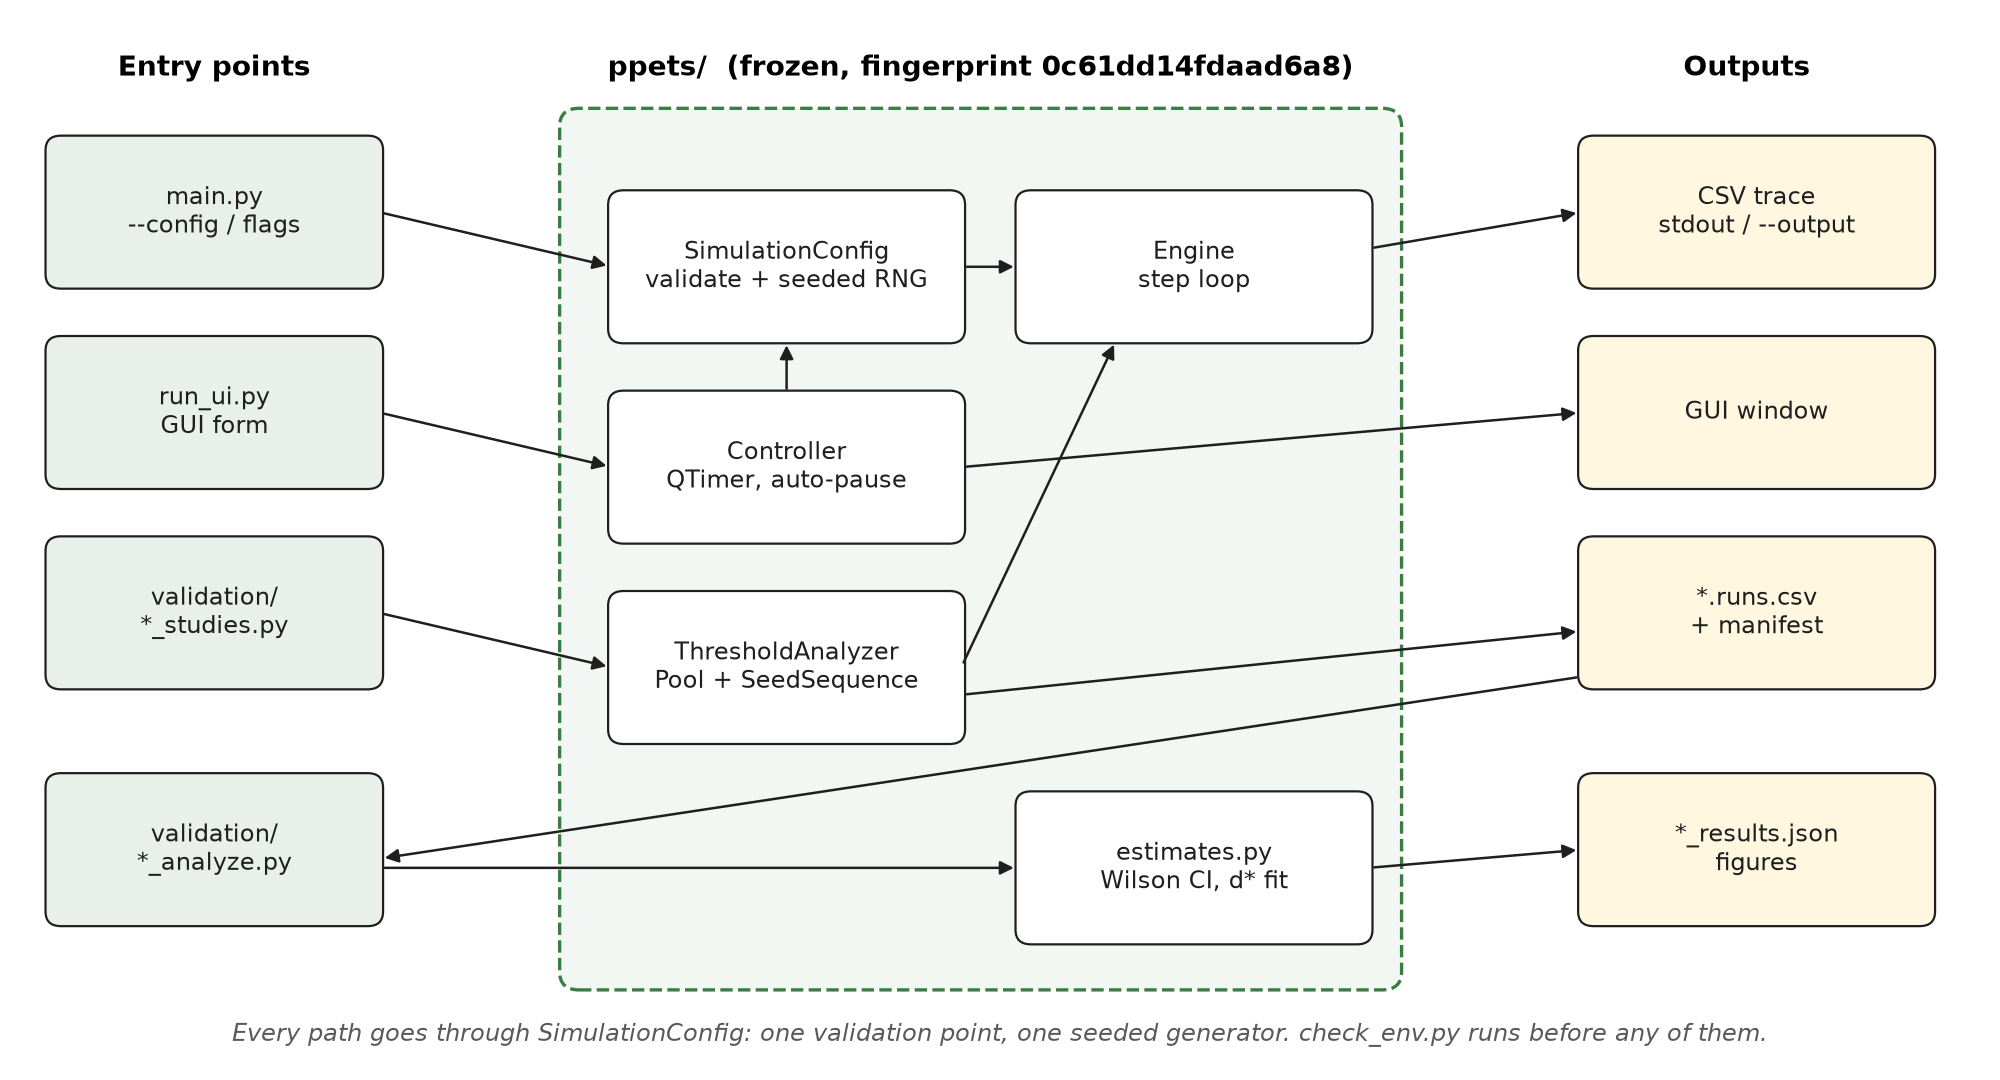 Entry points
ppets/  (frozen, fingerprint 0c61dd14fdaad6a8)
Outputs
main.py
--config / flags
SimulationConfig
validate + seeded RNG
Engine
step loop
CSV trace
stdout / --output
run_ui.py
GUI form
Controller
QTimer, auto-pause
GUI window
validation/
*_studies.py
ThresholdAnalyzer
Pool + SeedSequence
*.runs.csv
+ manifest
validation/
*_analyze.py
estimates.py
Wilson CI, d* fit
*_results.json
figures
Every path goes through SimulationConfig: one validation point, one seeded generator. check_env.py runs before any of them.